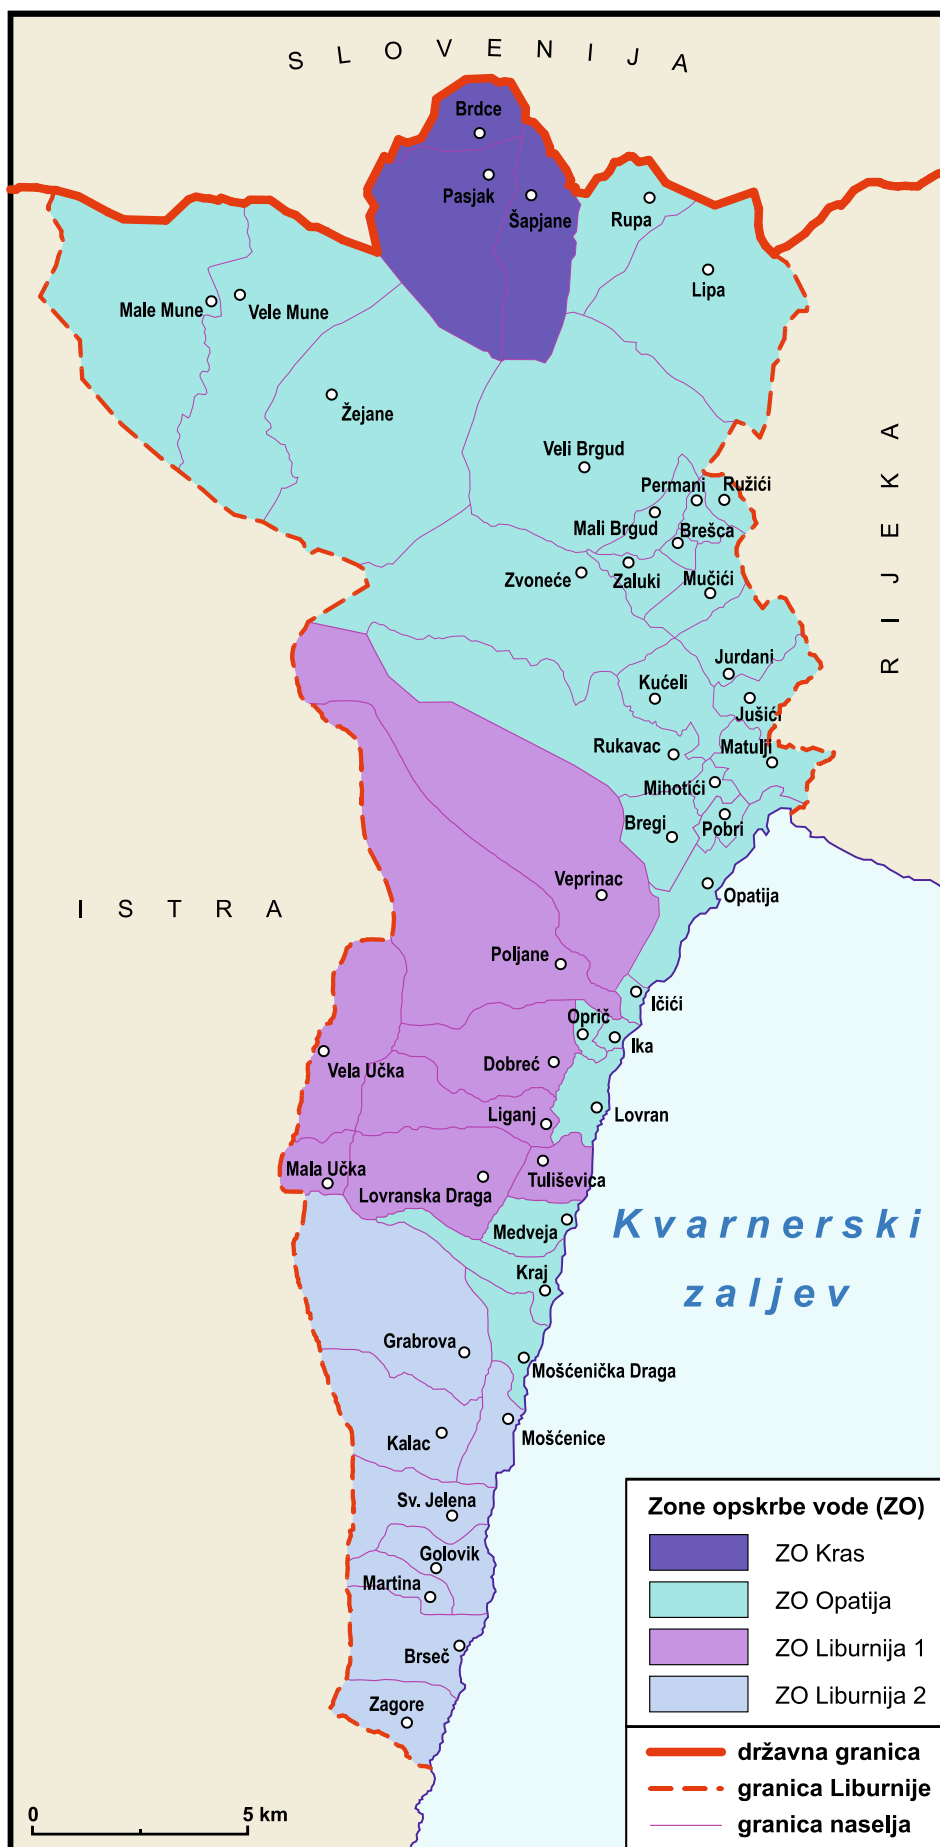 SLOVENIJA
Brdce
Pasjak
Šapjane
Rupa
Lipa
Male Mune
Vele Mune
Žejane
RIJEKA
Veli Brgud
Permani
Ružići
Mali Brgud
Brešca
Zvoneće
Zaluki
Mučići
Jurdani
Kućeli
Jušići
Rukavac
Matulji
Mihotići
Bregi
Pobri
Veprinac
Opatija
ISTRA
Poljane
Ičići
Oprič
Ika
Vela Učka
Dobreć
Liganj
Lovran
Mala Učka
Lovranska Draga
Tuliševica
Medveja
Kvarnerski
zaljev
Kraj
Grabrova
Mošćenička Draga
Kalac
Mošćenice
Sv. Jelena
Golovik
Martina
Brseč
Zagore
Zone opskrbe vode (ZO)
ZO Kras
ZO Opatija
ZO Liburnija 1
ZO Liburnija 2
državna granica
granica Liburnije
granica naselja
0 5 km